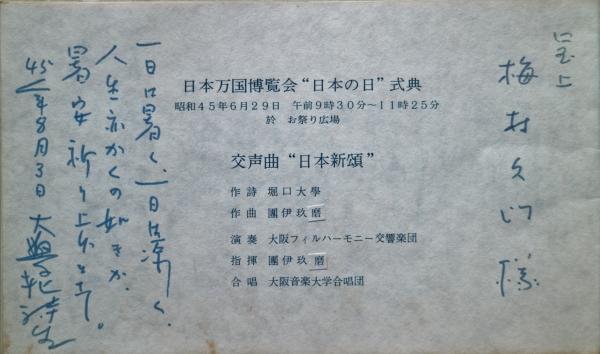 呈上
梅村久門様
日本万国博覧会“日本の日”式典
昭和45年6月29日　午前9時30分～11時25分
於　お祭り広場
交声曲“日本新頌”
作詩　堀口大學
作曲　團伊玖磨
演奏　大阪フィルハーモニー交響楽団
指揮　團伊玖磨
合唱　大阪音楽大学合唱団
一日は暑く、一日は涼く、
人生亦かくの如きか、
暑安祈り上
45年8月3日　大學